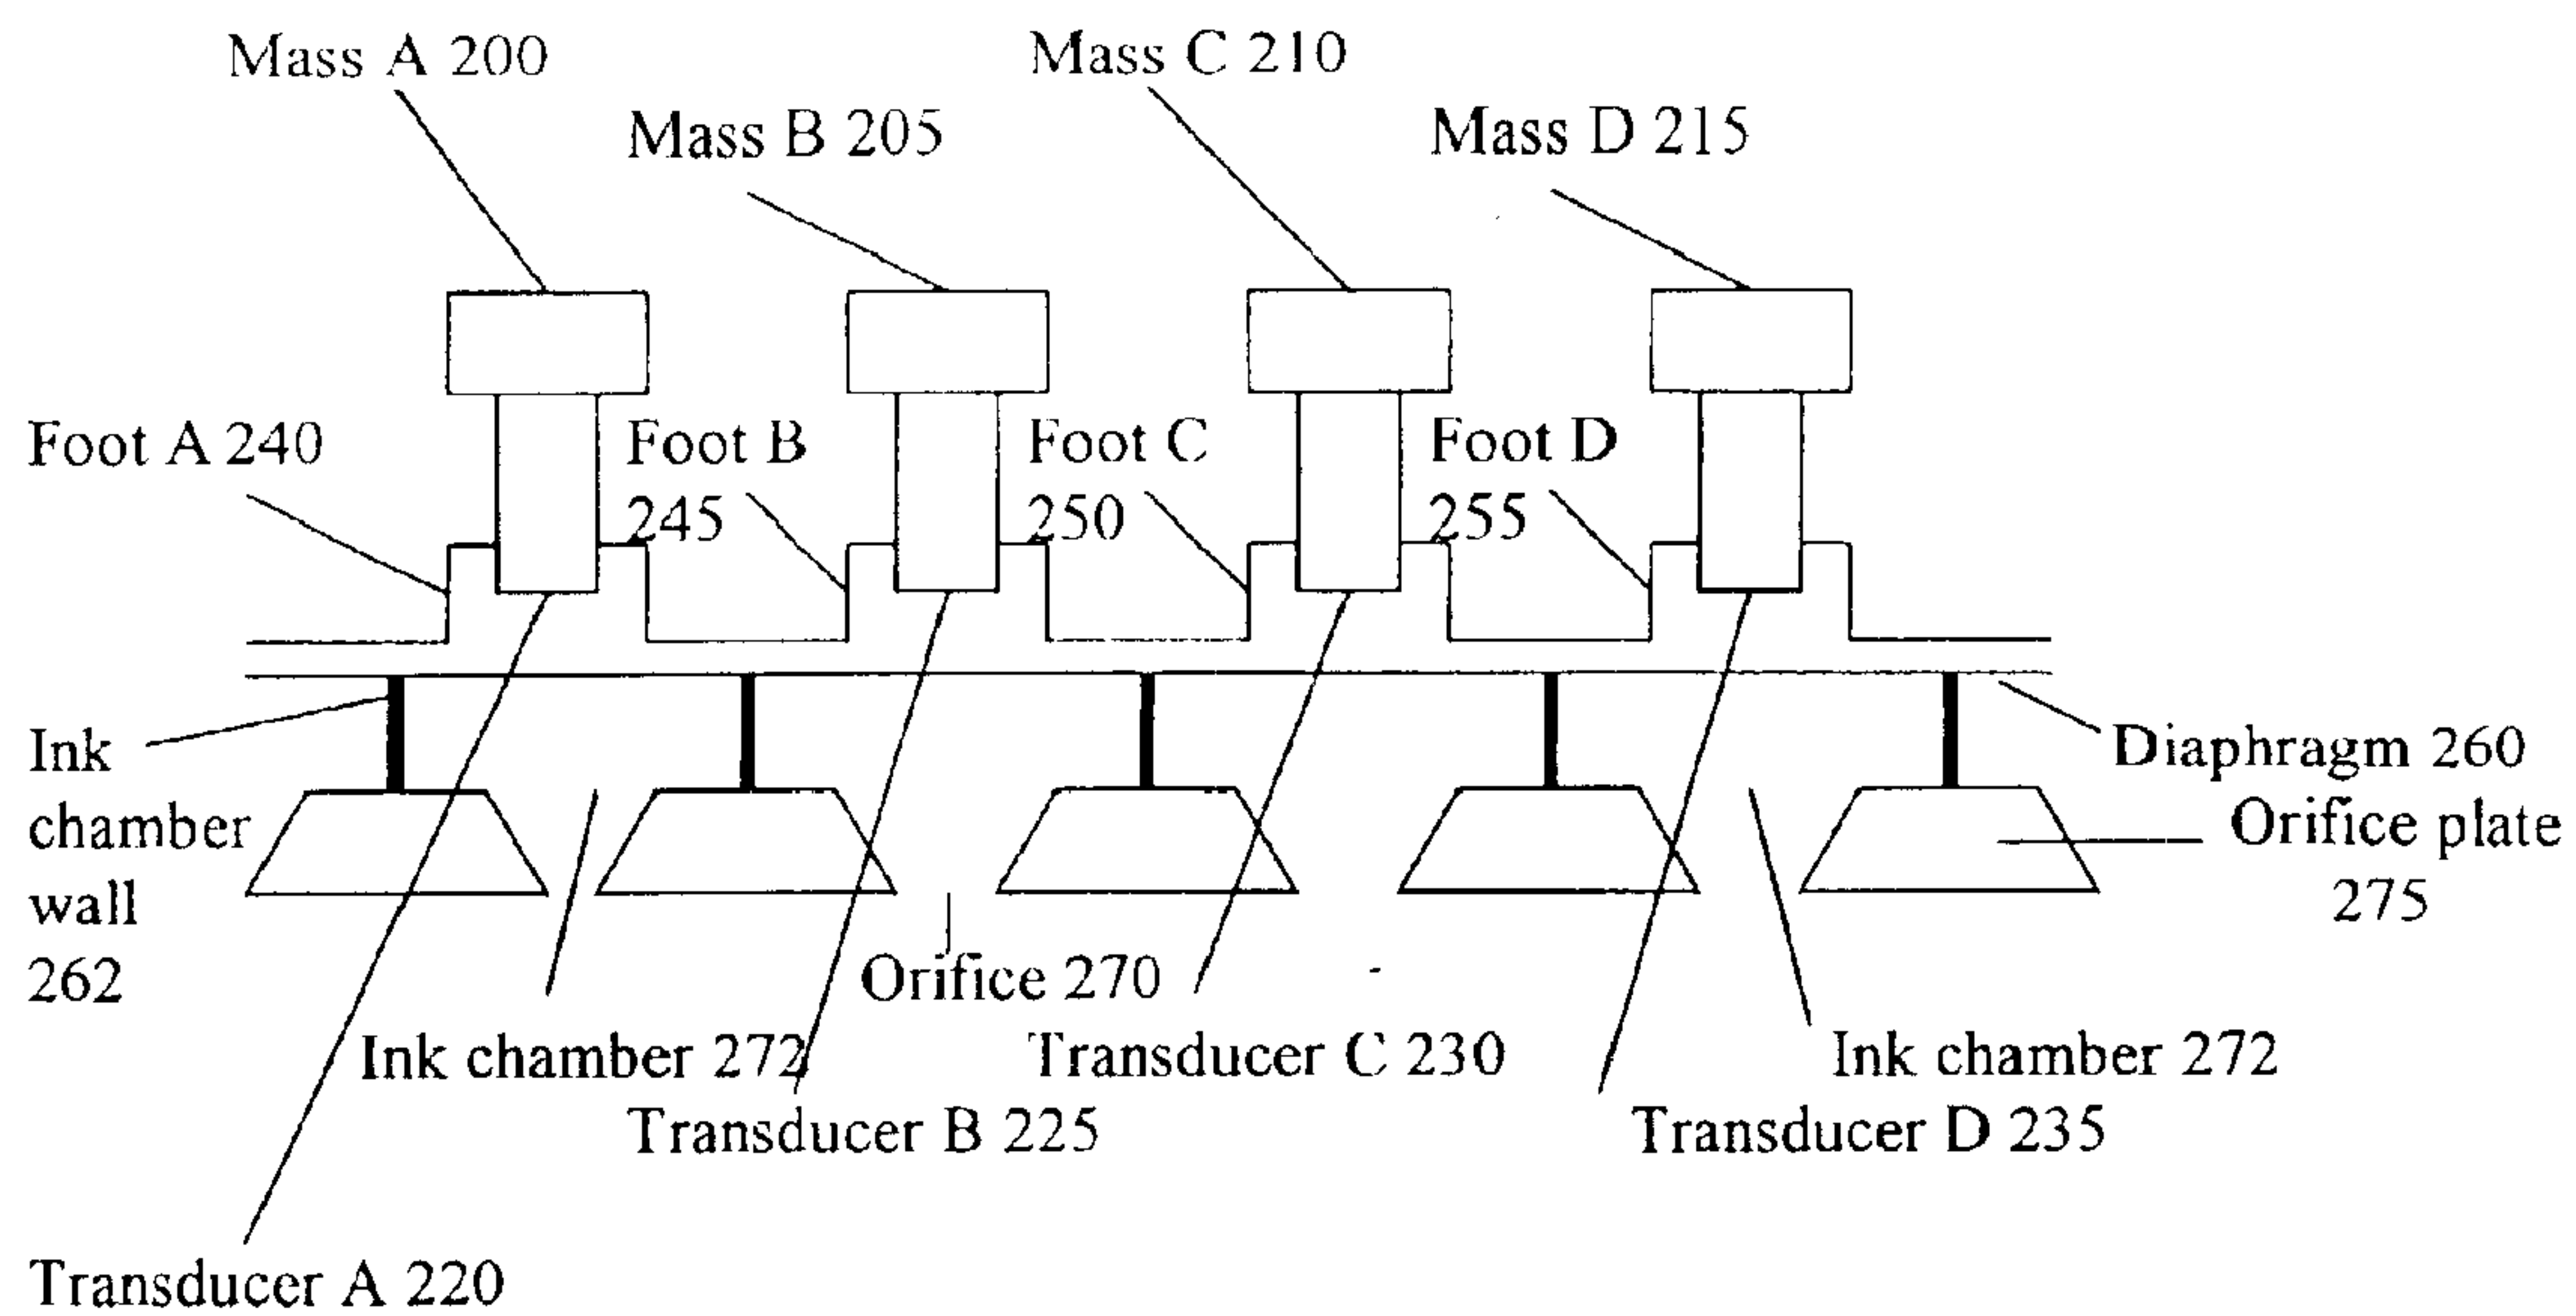 Mass A 200
Mass C 210
Mass B 205
Mass D 215
Foot A 240
Foot B
245
Foot C
250
Foot D
255
Ink
chamber
wall
262
Diaphragm 260
Orifice plate
275
Orifice 270
Ink chamber 272
Transducer C 230
Ink chamber 272
Transducer B 225
Transducer D 235
Transducer A 220